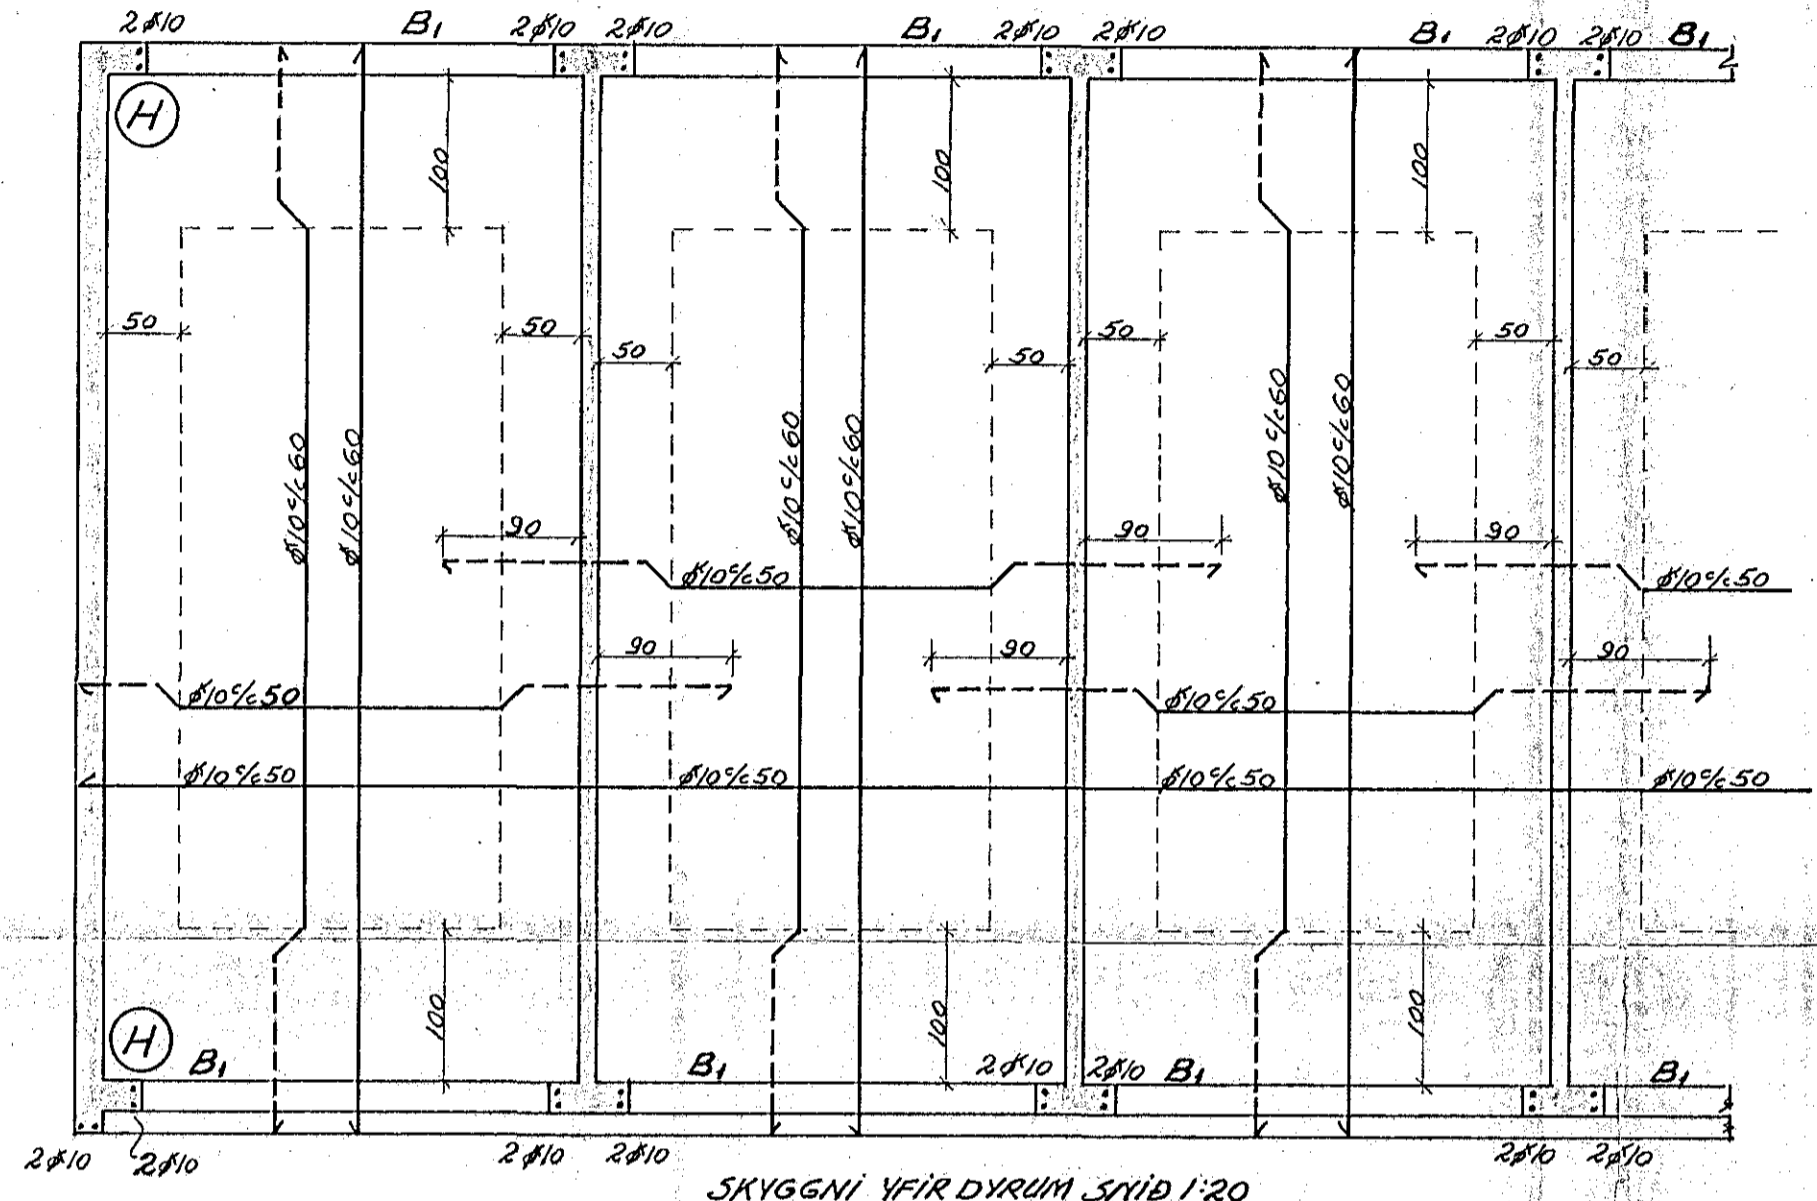 2ø10 B1 2ø10 2ø10 B1 2ø10 2ø10 B1 2ø10 2ø10 B1
H
100 100 100
50 50 50 50 50 50 50
ø10 c/c 60 ø10 c/c 60 ø10 c/c 60 ø10 c/c 60 ø10 c/c 60 ø10 c/c 60
90 90 90
ø10 c/c 50 ø10 c/c 50
90 90 90
ø10 c/c 50 ø10 c/c 50
ø10 c/c 50 ø10 c/c 50 ø10 c/c 50 ø10 c/c 50
100 100 100
H
B1 B1 2ø10 2ø10 B1 B1
2ø10 2ø10 2ø10 2ø10 2ø10 2ø10
SKYGGNI YFIR DYRUM SNIÐ 1:20